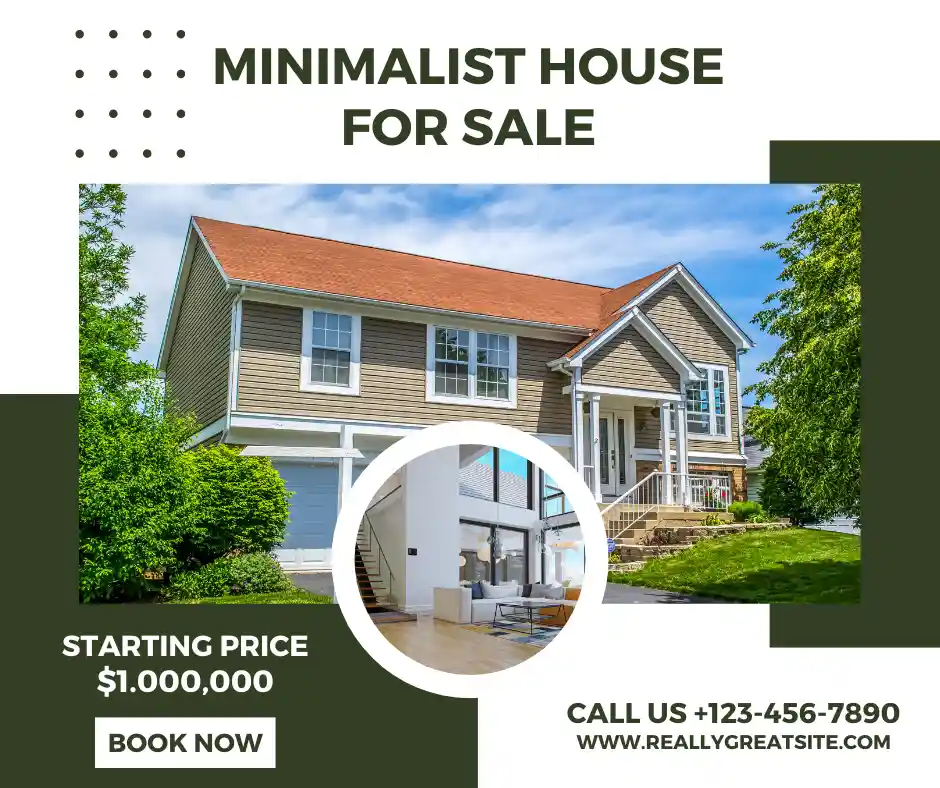 MINIMALIST HOUSE
FOR SALE
STARTING PRICE
$1.000,000
BOOK NOW
CALL US +123-456-7890
WWW.REALLYGREATSITE.COM